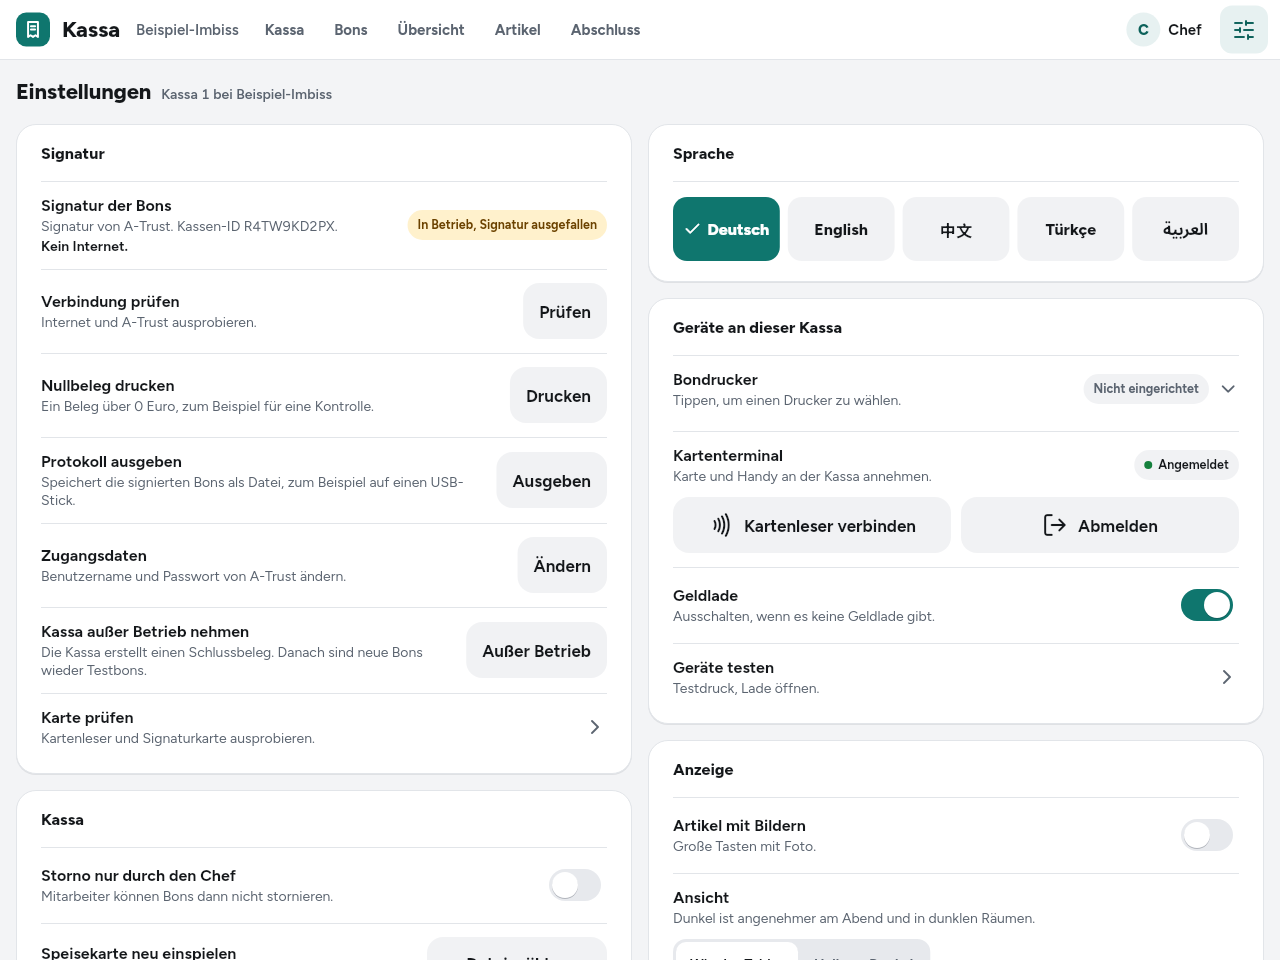 Kassa Beispiel-Imbiss Kassa Bons Übersicht Artikel Abschluss C Chef
Einstellungen Kassa 1 bei Beispiel-Imbiss
Signatur
Signatur der Bons
Signatur von A-Trust. Kassen-ID R4TW9KD2PX.
Kein Internet.
In Betrieb, Signatur ausgefallen
Verbindung prüfen
Internet und A-Trust ausprobieren.
Prüfen
Nullbeleg drucken
Ein Beleg über 0 Euro, zum Beispiel für eine Kontrolle.
Drucken
Protokoll ausgeben
Speichert die signierten Bons als Datei, zum Beispiel auf einen USB-
Stick.
Ausgeben
Zugangsdaten
Benutzername und Passwort von A-Trust ändern.
Ändern
Kassa außer Betrieb nehmen
Die Kassa erstellt einen Schlussbeleg. Danach sind neue Bons
wieder Testbons.
Außer Betrieb
Karte prüfen
Kartenleser und Signaturkarte ausprobieren.
Kassa
Storno nur durch den Chef
Mitarbeiter können Bons dann nicht stornieren.
Speisekarte neu einspielen
Sprache
Deutsch English 中文 Türkçe العربية
Geräte an dieser Kassa
Bondrucker
Tippen, um einen Drucker zu wählen.
Nicht eingerichtet
Kartenterminal
Karte und Handy an der Kassa annehmen.
Angemeldet
Kartenleser verbinden Abmelden
Geldlade
Ausschalten, wenn es keine Geldlade gibt.
Geräte testen
Testdruck, Lade öffnen.
Anzeige
Artikel mit Bildern
Große Tasten mit Foto.
Ansicht
Dunkel ist angenehmer am Abend und in dunklen Räumen.